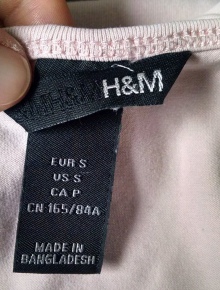 H&M
H&M
EUR S
US S
CA P
CN 165/84A
MADE IN
BANGLADESH